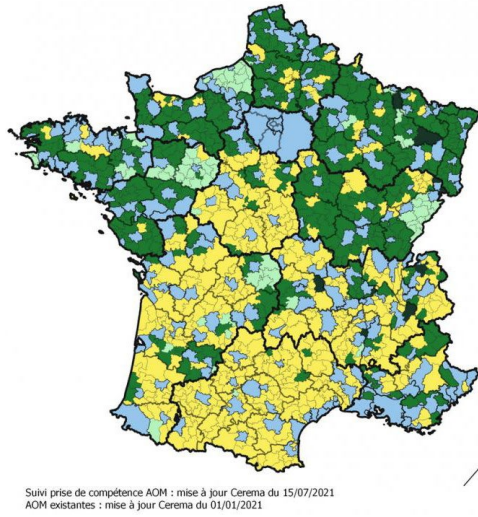 Suivi prise de compétence AOM : mise à jour Cerema du 15/07/2021
AOM existantes : mise à jour Cerema du 01/01/2021